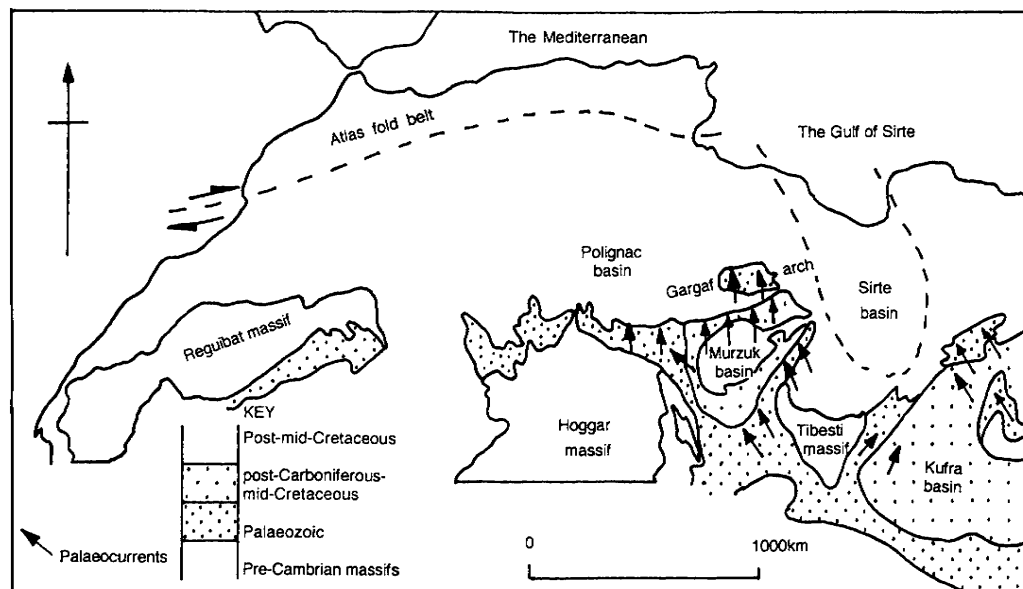 The Mediterranean
Atlas fold belt
The Gulf of Sirte
Polignac
basin
Gargaf
arch
Sirte
basin
Reguibat massif
Murzuk
basin
Hoggar
massif
Tibesti
massif
Kufra
basin
KEY
Post-mid-Cretaceous
post-Carboniferous-
mid-Cretaceous
Palaeozoic
Pre-Cambrian massifs
Palaeocurrents
0
1000km